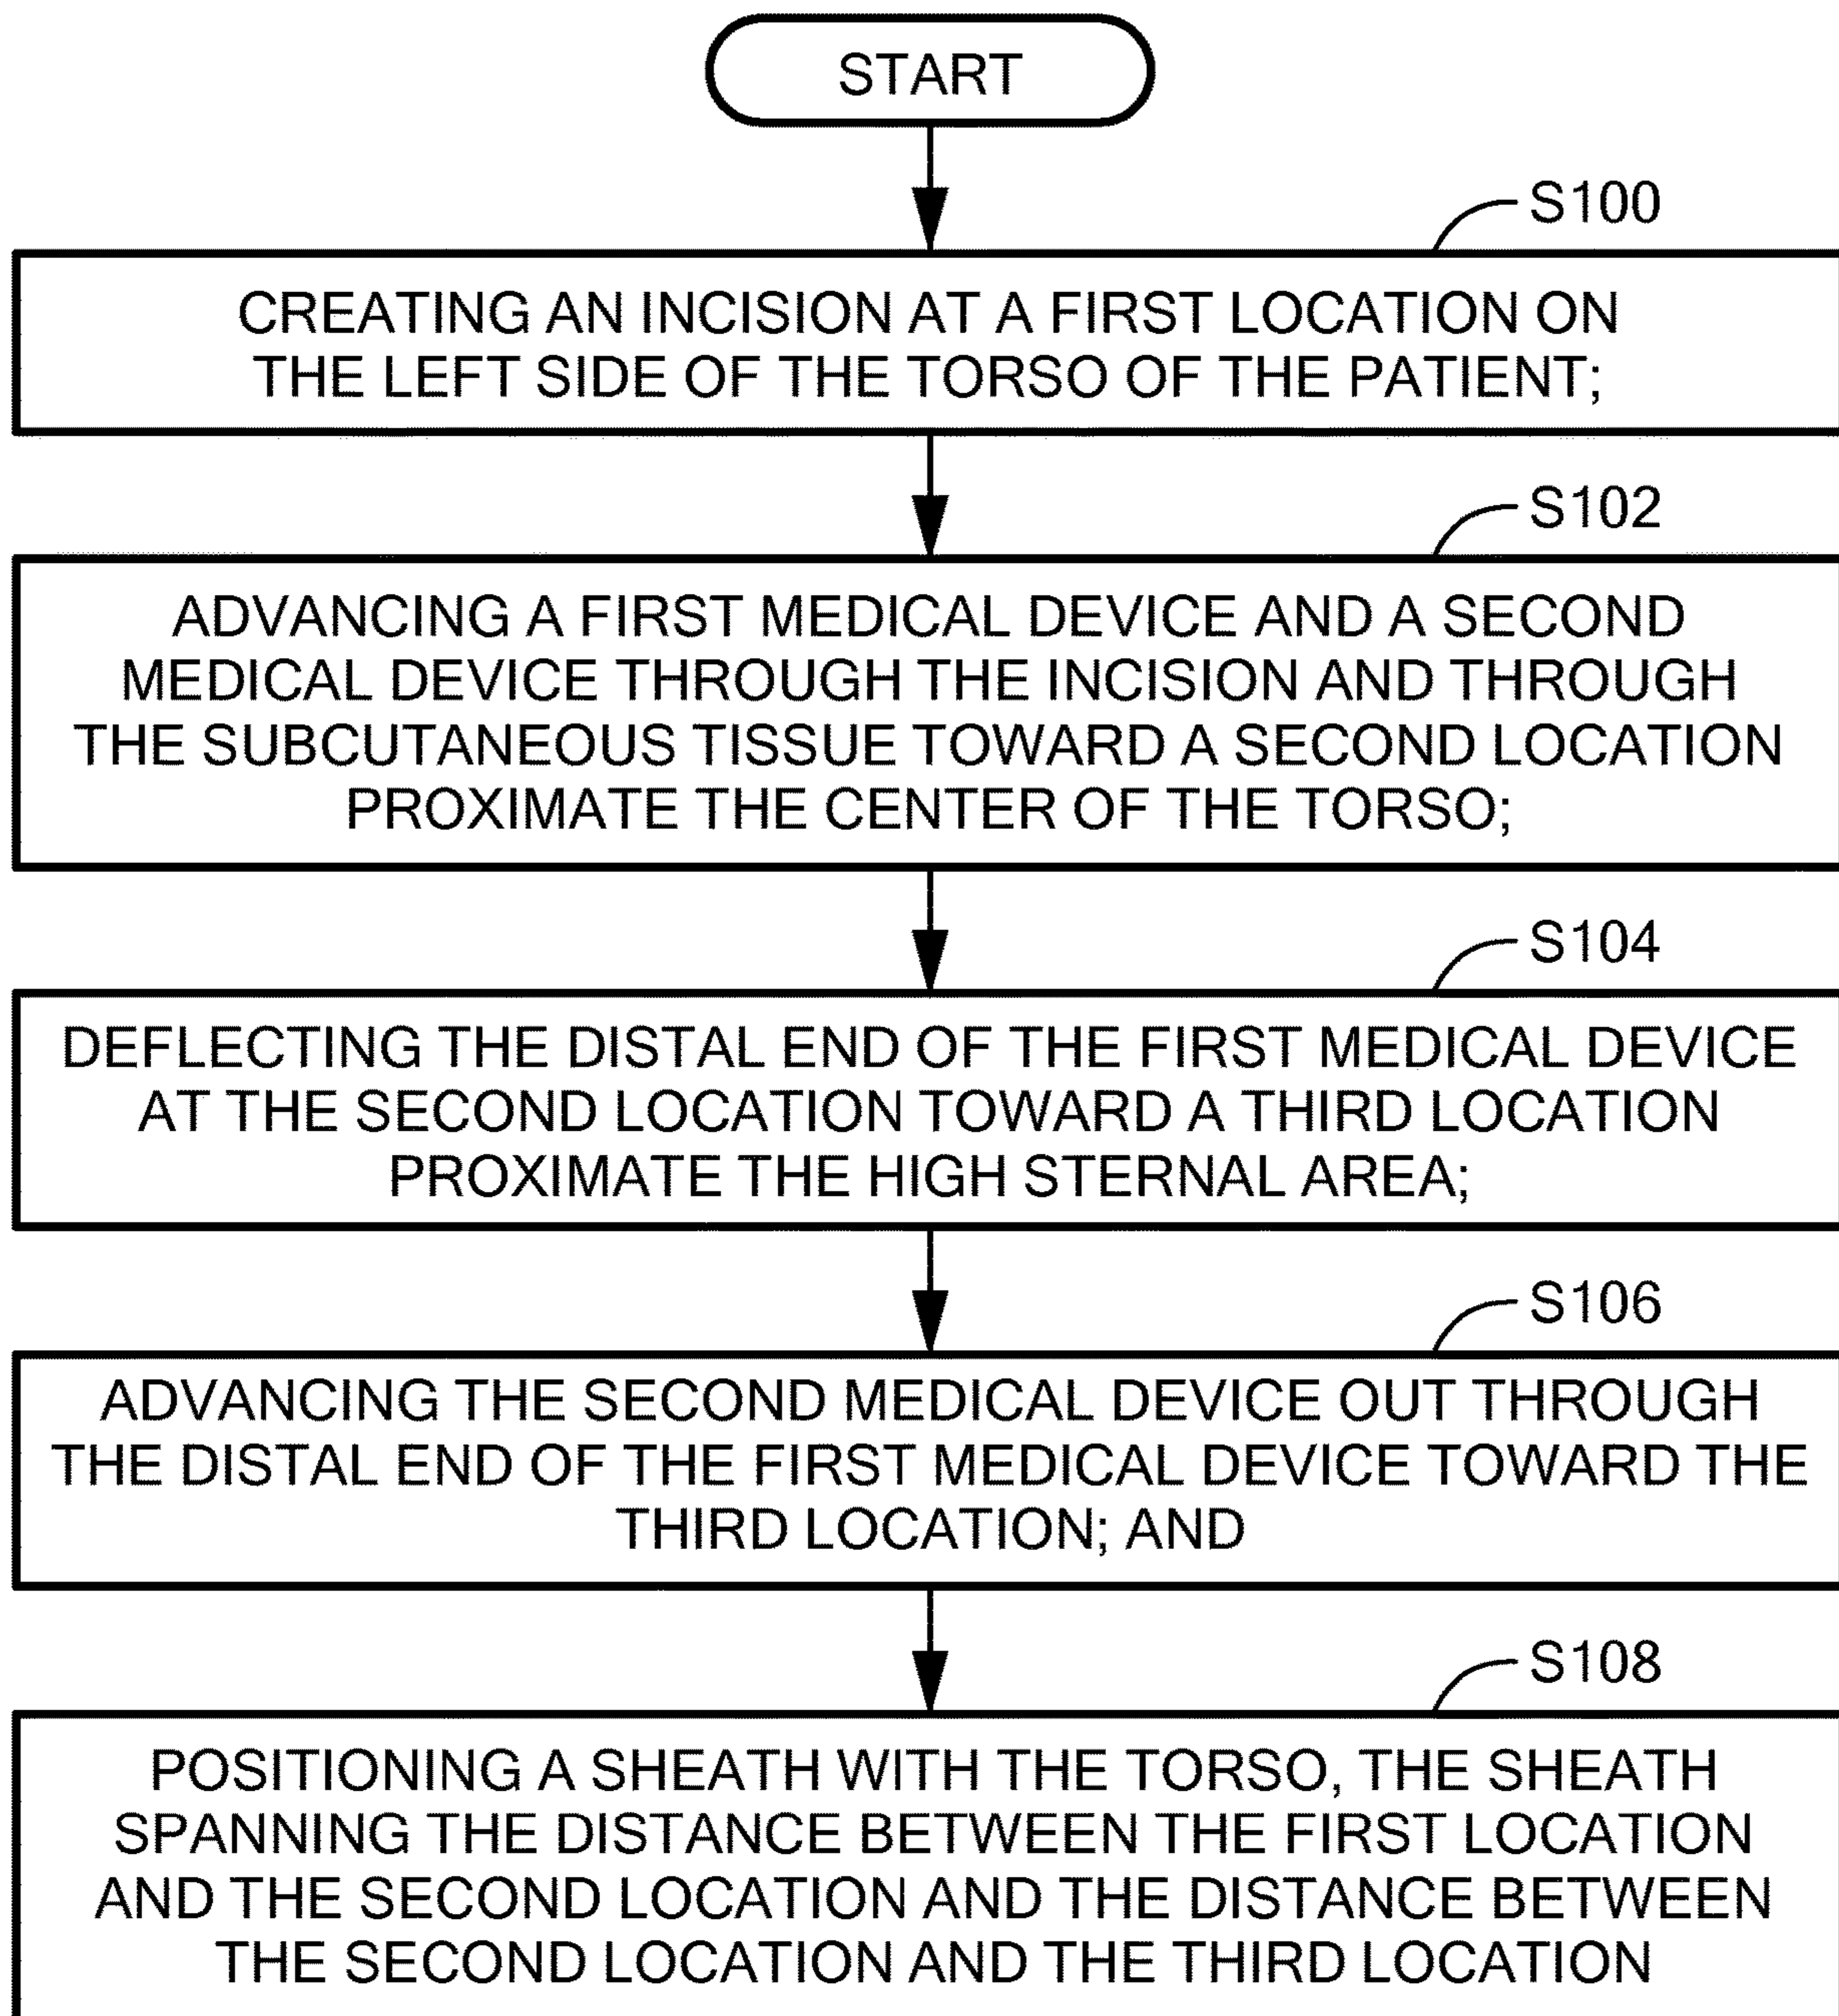 START
S100
CREATING AN INCISION AT A FIRST LOCATION ON
THE LEFT SIDE OF THE TORSO OF THE PATIENT;
S102
ADVANCING A FIRST MEDICAL DEVICE AND A SECOND
MEDICAL DEVICE THROUGH THE INCISION AND THROUGH
THE SUBCUTANEOUS TISSUE TOWARD A SECOND LOCATION
PROXIMATE THE CENTER OF THE TORSO;
S104
DEFLECTING THE DISTAL END OF THE FIRST MEDICAL DEVICE
AT THE SECOND LOCATION TOWARD A THIRD LOCATION
PROXIMATE THE HIGH STERNAL AREA;
S106
ADVANCING THE SECOND MEDICAL DEVICE OUT THROUGH
THE DISTAL END OF THE FIRST MEDICAL DEVICE TOWARD THE
THIRD LOCATION; AND
S108
POSITIONING A SHEATH WITH THE TORSO, THE SHEATH
SPANNING THE DISTANCE BETWEEN THE FIRST LOCATION
AND THE SECOND LOCATION AND THE DISTANCE BETWEEN
THE SECOND LOCATION AND THE THIRD LOCATION